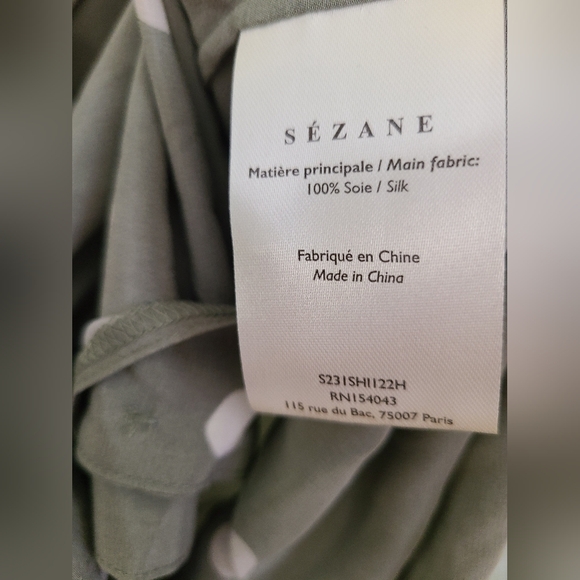 SÉZANE
Matière principale / Main fabric:
100% Soie / Silk
Fabriqué en Chine
Made in China
S231SH1122H
RN154043
115 rue du Bac, 75007 Paris